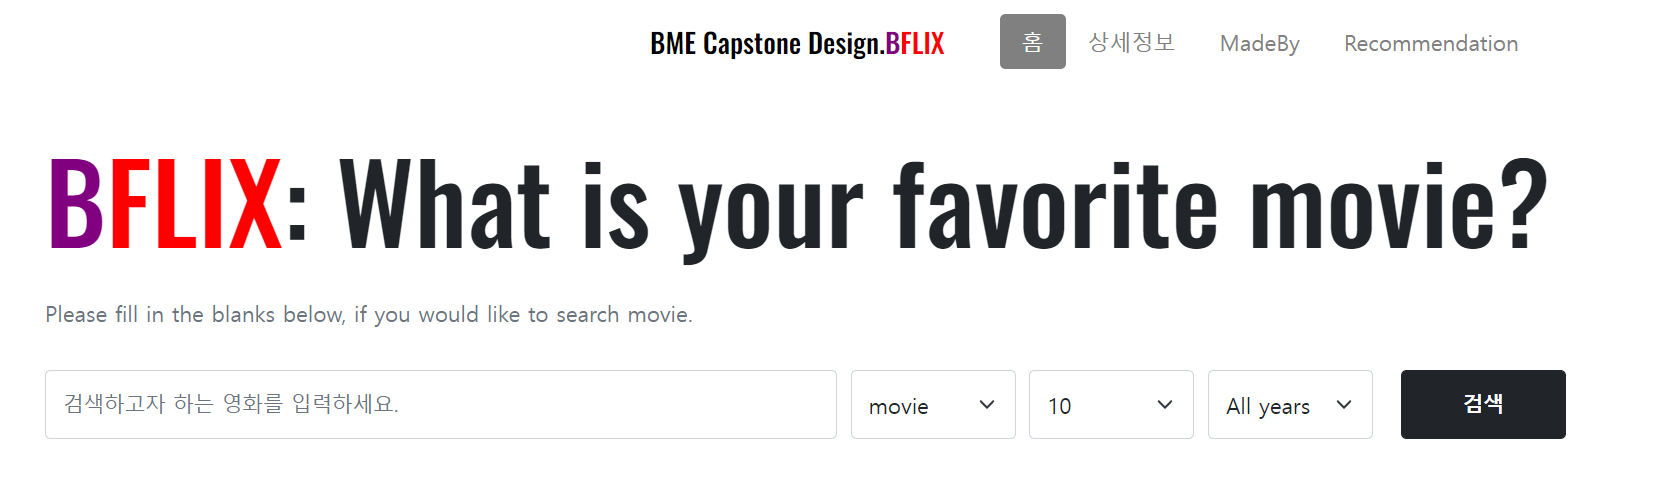 BME Capstone Design.BFLIX 홈 상세정보 MadeBy Recommendation
BFLIX: What is your favorite movie?
Please fill in the blanks below, if you would like to search movie.
검색하고자 하는 영화를 입력하세요. movie 10 All years 검색